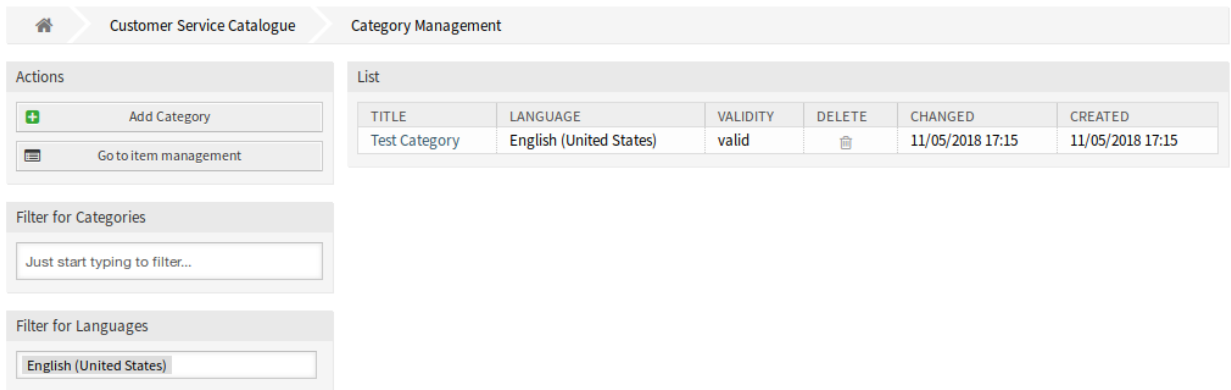 Customer Service Catalogue Category Management
Actions
Add Category
Go to item management
Filter for Categories
Just start typing to filter...
Filter for Languages
English (United States)
List
TITLE LANGUAGE VALIDITY DELETE CHANGED CREATED
Test Category English (United States) valid 11/05/2018 17:15 11/05/2018 17:15